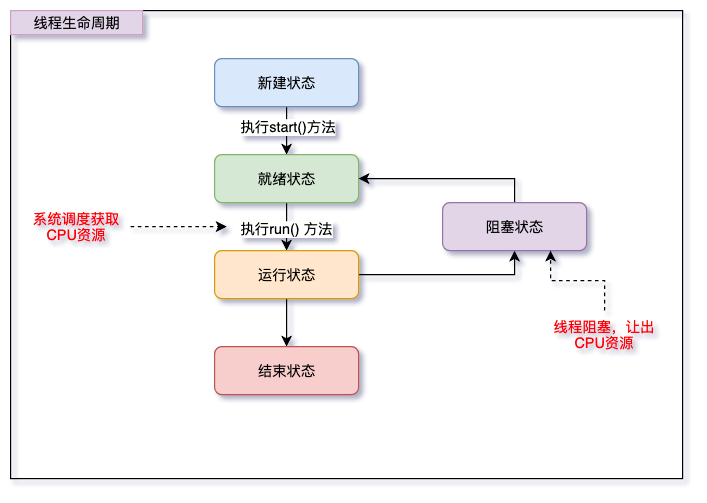 线程生命周期
新建状态
执行start()方法
就绪状态
系统调度获取
CPU资源
执行run() 方法
阻塞状态
运行状态
线程阻塞，让出
CPU资源
结束状态